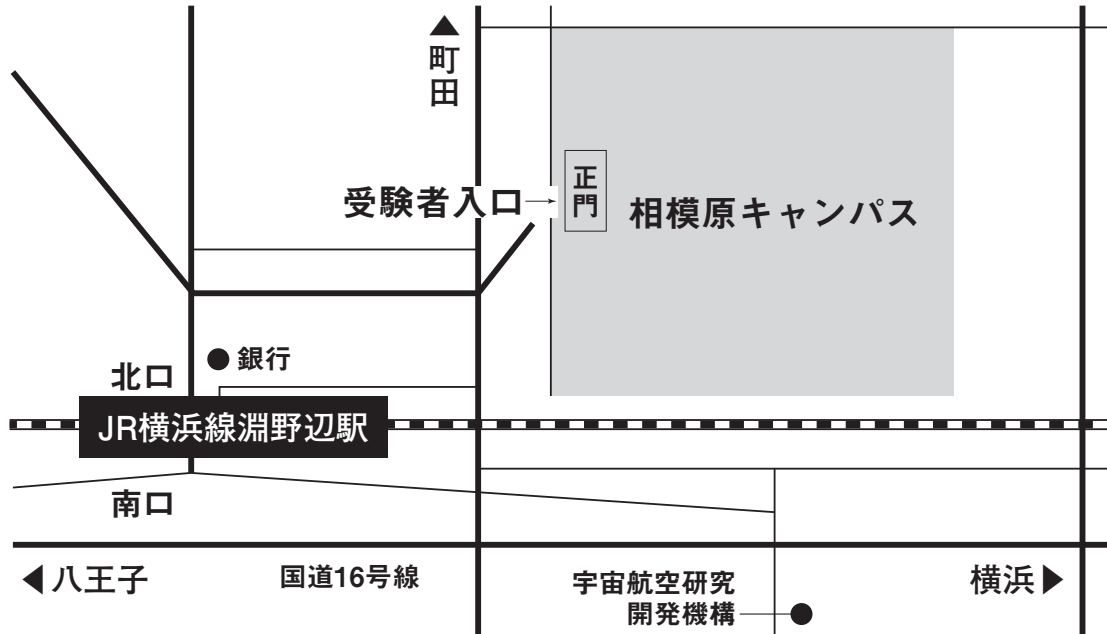 ▲
町田
受験者入口→
正門
相模原キャンパス
●銀行
北口
JR横浜線淵野辺駅
南口
◀八王子
国道16号線
宇宙航空研究
開発機構
横浜▶